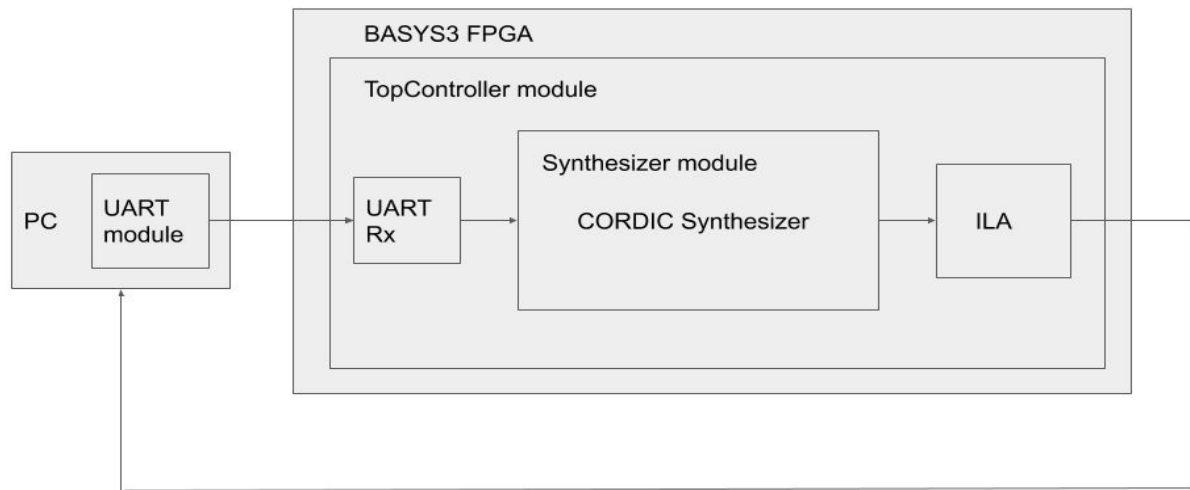 BASYS3 FPGA
TopController module
Synthesizer module
PC
UART
module
UART
Rx
CORDIC Synthesizer
ILA